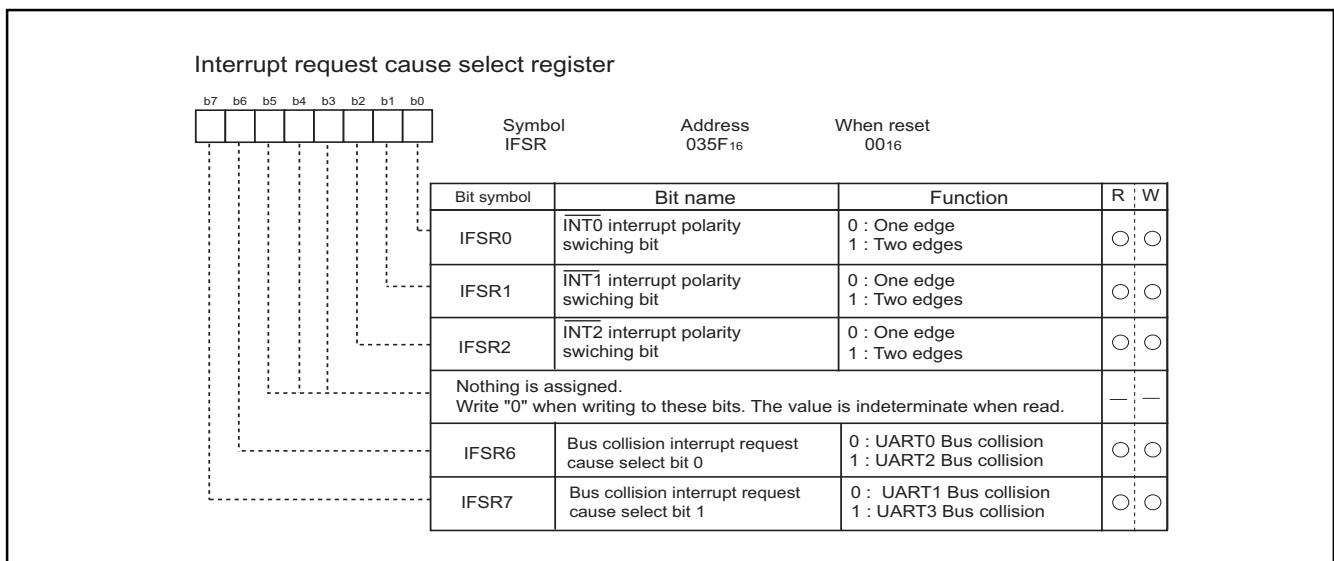 Interrupt request cause select register
b7 b6 b5 b4 b3 b2 b1 b0
Symbol Address When reset
IFSR 035F16 0016
Bit symbol Bit name Function R W
IFSR0 INT0 interrupt polarity swiching bit 0 : One edge 1 : Two edges ○ ○
IFSR1 INT1 interrupt polarity swiching bit 0 : One edge 1 : Two edges ○ ○
IFSR2 INT2 interrupt polarity swiching bit 0 : One edge 1 : Two edges ○ ○
Nothing is assigned.
Write "0" when writing to these bits. The value is indeterminate when read. — —
IFSR6 Bus collision interrupt request cause select bit 0 0 : UART0 Bus collision 1 : UART2 Bus collision ○ ○
IFSR7 Bus collision interrupt request cause select bit 1 0 : UART1 Bus collision 1 : UART3 Bus collision ○ ○